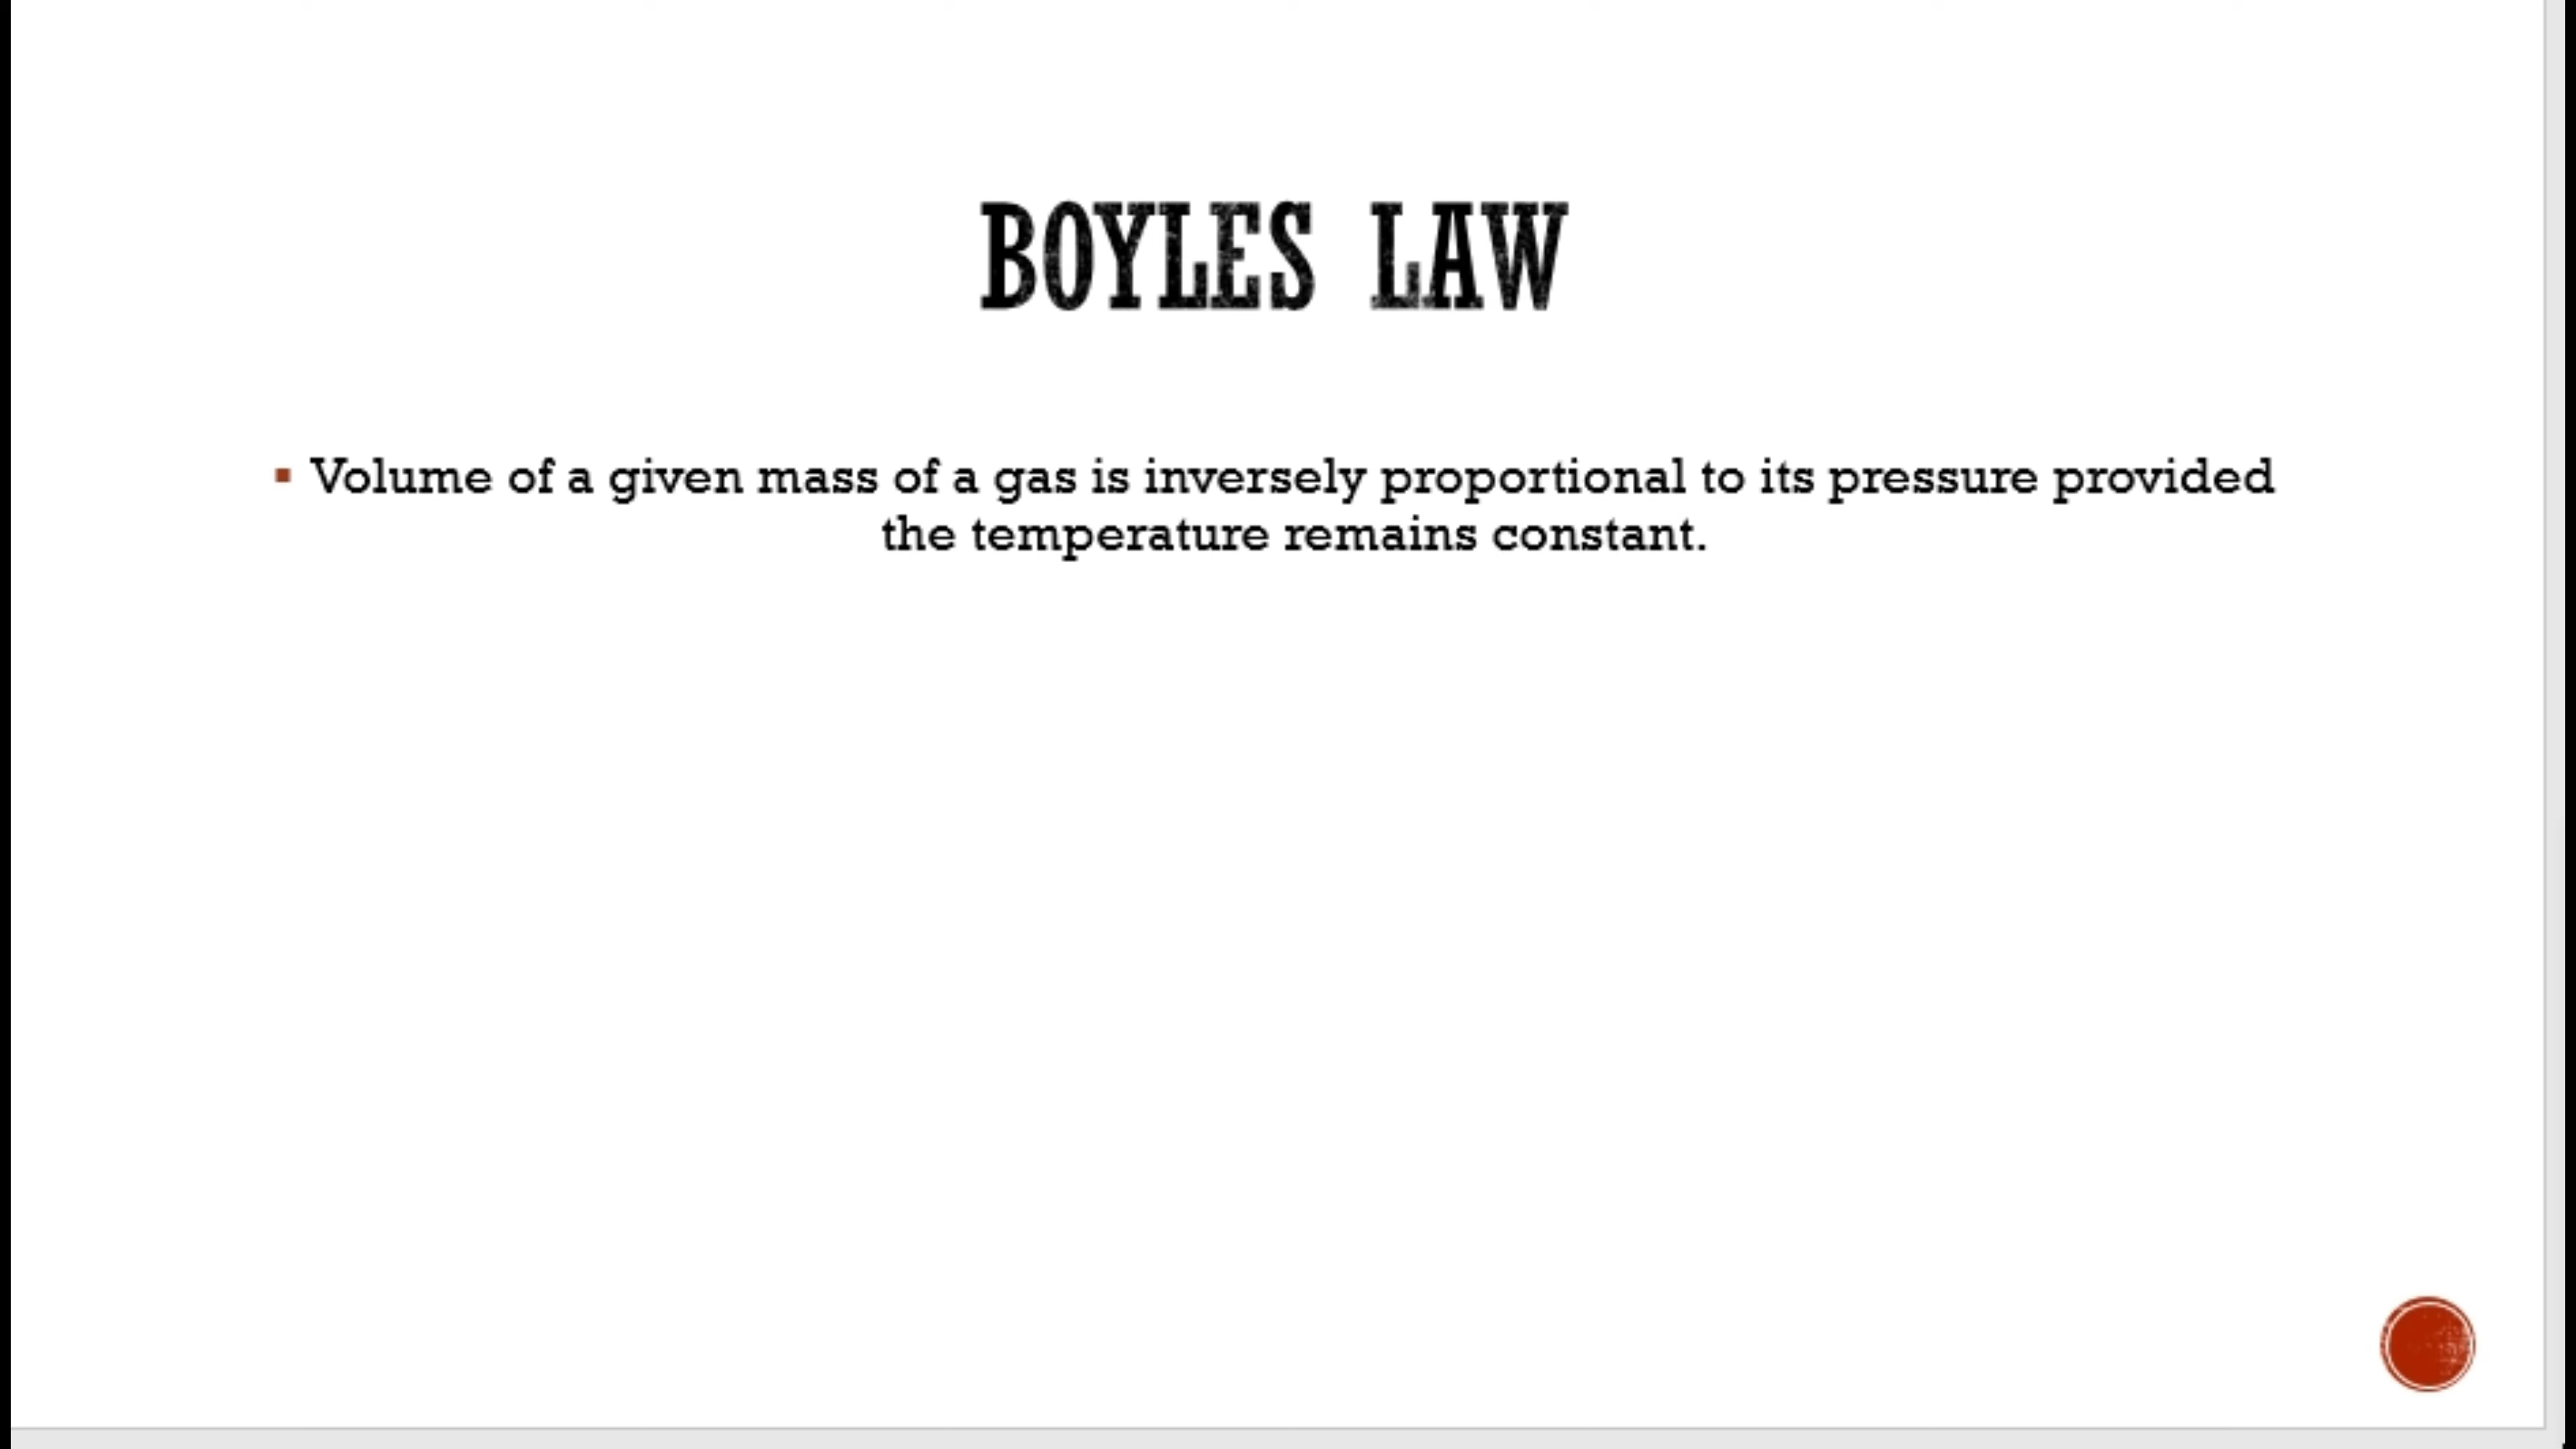 BOYLES LAW
▪ Volume of a given mass of a gas is inversely proportional to its pressure provided
the temperature remains constant.